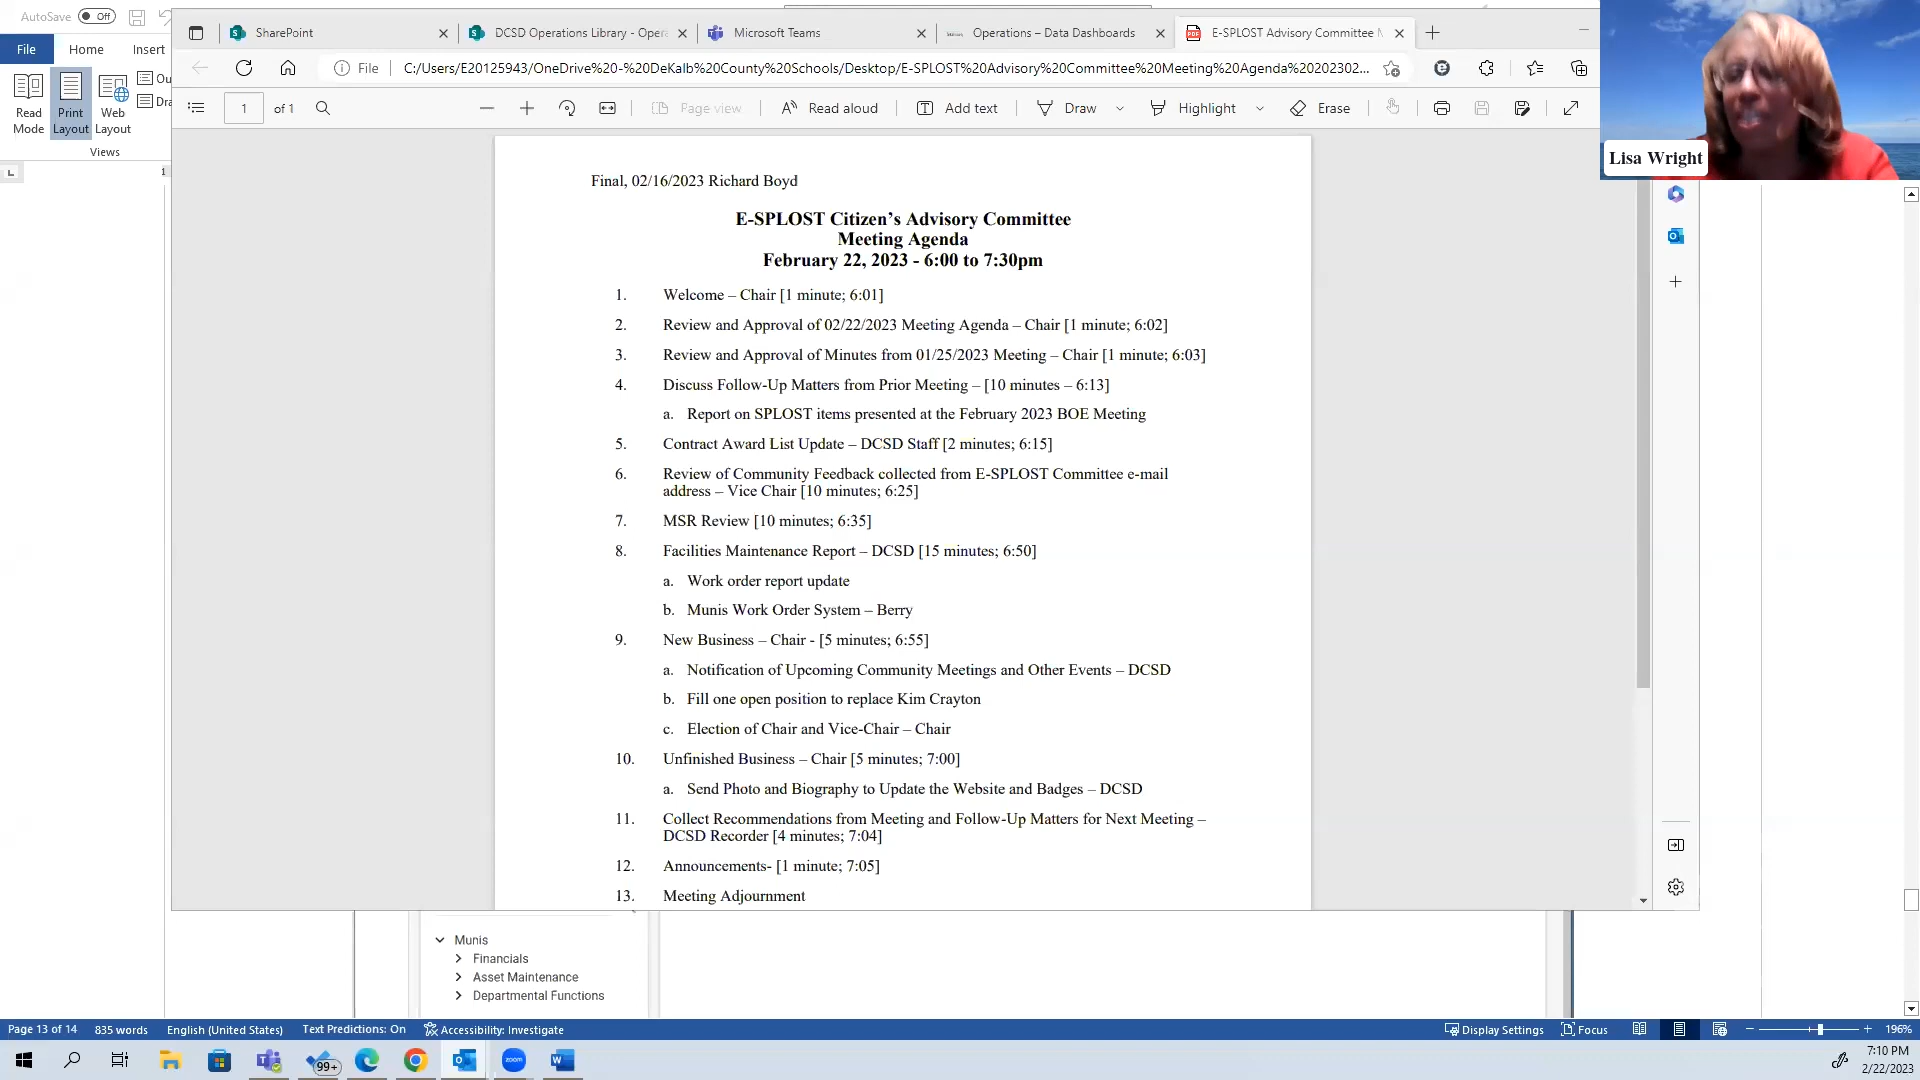 AutoSave Off
File Home Insert
Read Mode
Print Layout
Web Layout
Views
SharePoint
DCSD Operations Library - Oper
Microsoft Teams
Operations – Data Dashboards
E-SPLOST Advisory Committee M
File
C:/Users/E20125943/OneDrive%20-%20DeKalb%20County%20Schools/Desktop/E-SPLOST%20Advisory%20Committee%20Meeting%20Agenda%20202302...
1 of 1
Page view
Read aloud
Add text
Draw
Highlight
Erase
Lisa Wright
Final, 02/16/2023 Richard Boyd
E-SPLOST Citizen’s Advisory Committee
Meeting Agenda
February 22, 2023 - 6:00 to 7:30pm
1. Welcome – Chair [1 minute; 6:01]
2. Review and Approval of 02/22/2023 Meeting Agenda – Chair [1 minute; 6:02]
3. Review and Approval of Minutes from 01/25/2023 Meeting – Chair [1 minute; 6:03]
4. Discuss Follow-Up Matters from Prior Meeting – [10 minutes – 6:13]
a. Report on SPLOST items presented at the February 2023 BOE Meeting
5. Contract Award List Update – DCSD Staff [2 minutes; 6:15]
6. Review of Community Feedback collected from E-SPLOST Committee e-mail
address – Vice Chair [10 minutes; 6:25]
7. MSR Review [10 minutes; 6:35]
8. Facilities Maintenance Report – DCSD [15 minutes; 6:50]
a. Work order report update
b. Munis Work Order System – Berry
9. New Business – Chair - [5 minutes; 6:55]
a. Notification of Upcoming Community Meetings and Other Events – DCSD
b. Fill one open position to replace Kim Crayton
c. Election of Chair and Vice-Chair – Chair
10. Unfinished Business – Chair [5 minutes; 7:00]
a. Send Photo and Biography to Update the Website and Badges – DCSD
11. Collect Recommendations from Meeting and Follow-Up Matters for Next Meeting –
DCSD Recorder [4 minutes; 7:04]
12. Announcements- [1 minute; 7:05]
13. Meeting Adjournment
Munis
Financials
Asset Maintenance
Departmental Functions
Page 13 of 14 835 words English (United States) Text Predictions: On Accessibility: Investigate
Display Settings Focus 196%
99+
zoom
7:10 PM
2/22/2023